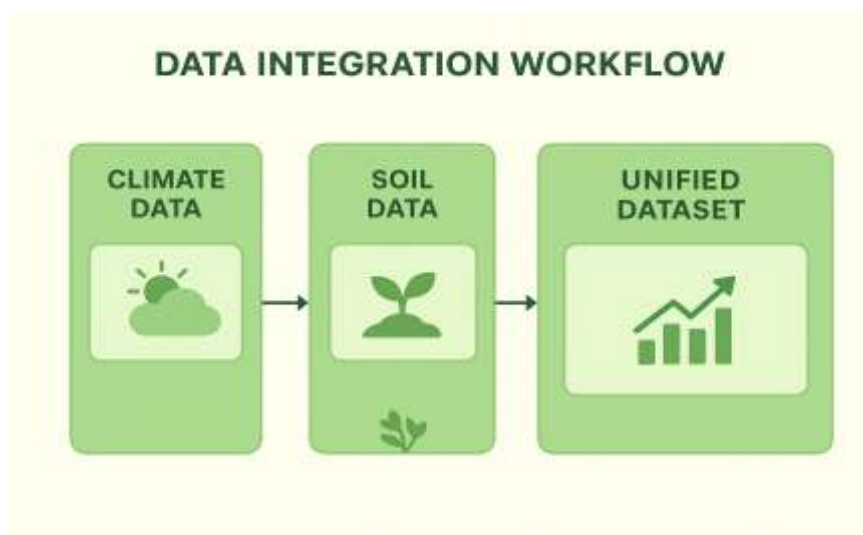 DATA INTEGRATION WORKFLOW
CLIMATE
DATA
SOIL
DATA
UNIFIED
DATASET